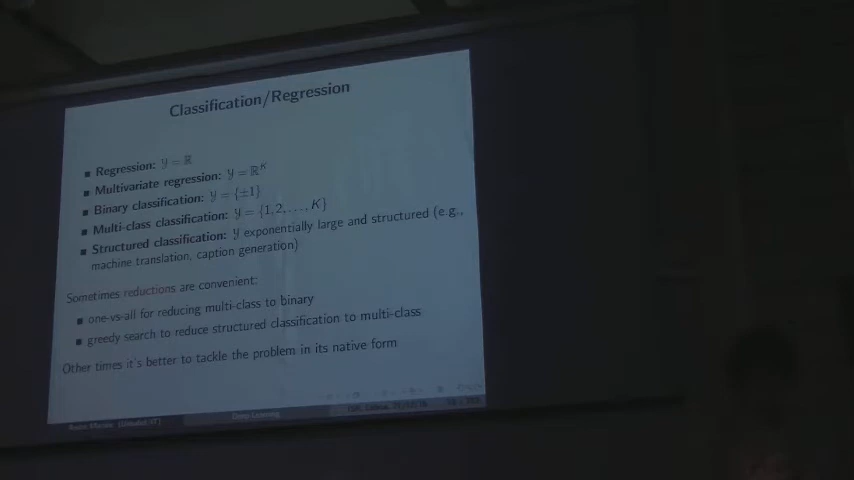 Classification/Regression
■ Regression: 𝒴 = ℝ
■ Multivariate regression: 𝒴 = ℝᴷ
■ Binary classification: 𝒴 = {±1}
■ Multi-class classification: 𝒴 = {1, 2, . . . , K}
■ Structured classification: 𝒴 exponentially large and structured (e.g.,
machine translation, caption generation)
Sometimes reductions are convenient:
■ one-vs-all for reducing multi-class to binary
■ greedy search to reduce structured classification to multi-class
Other times it's better to tackle the problem in its native form
Deep Learning